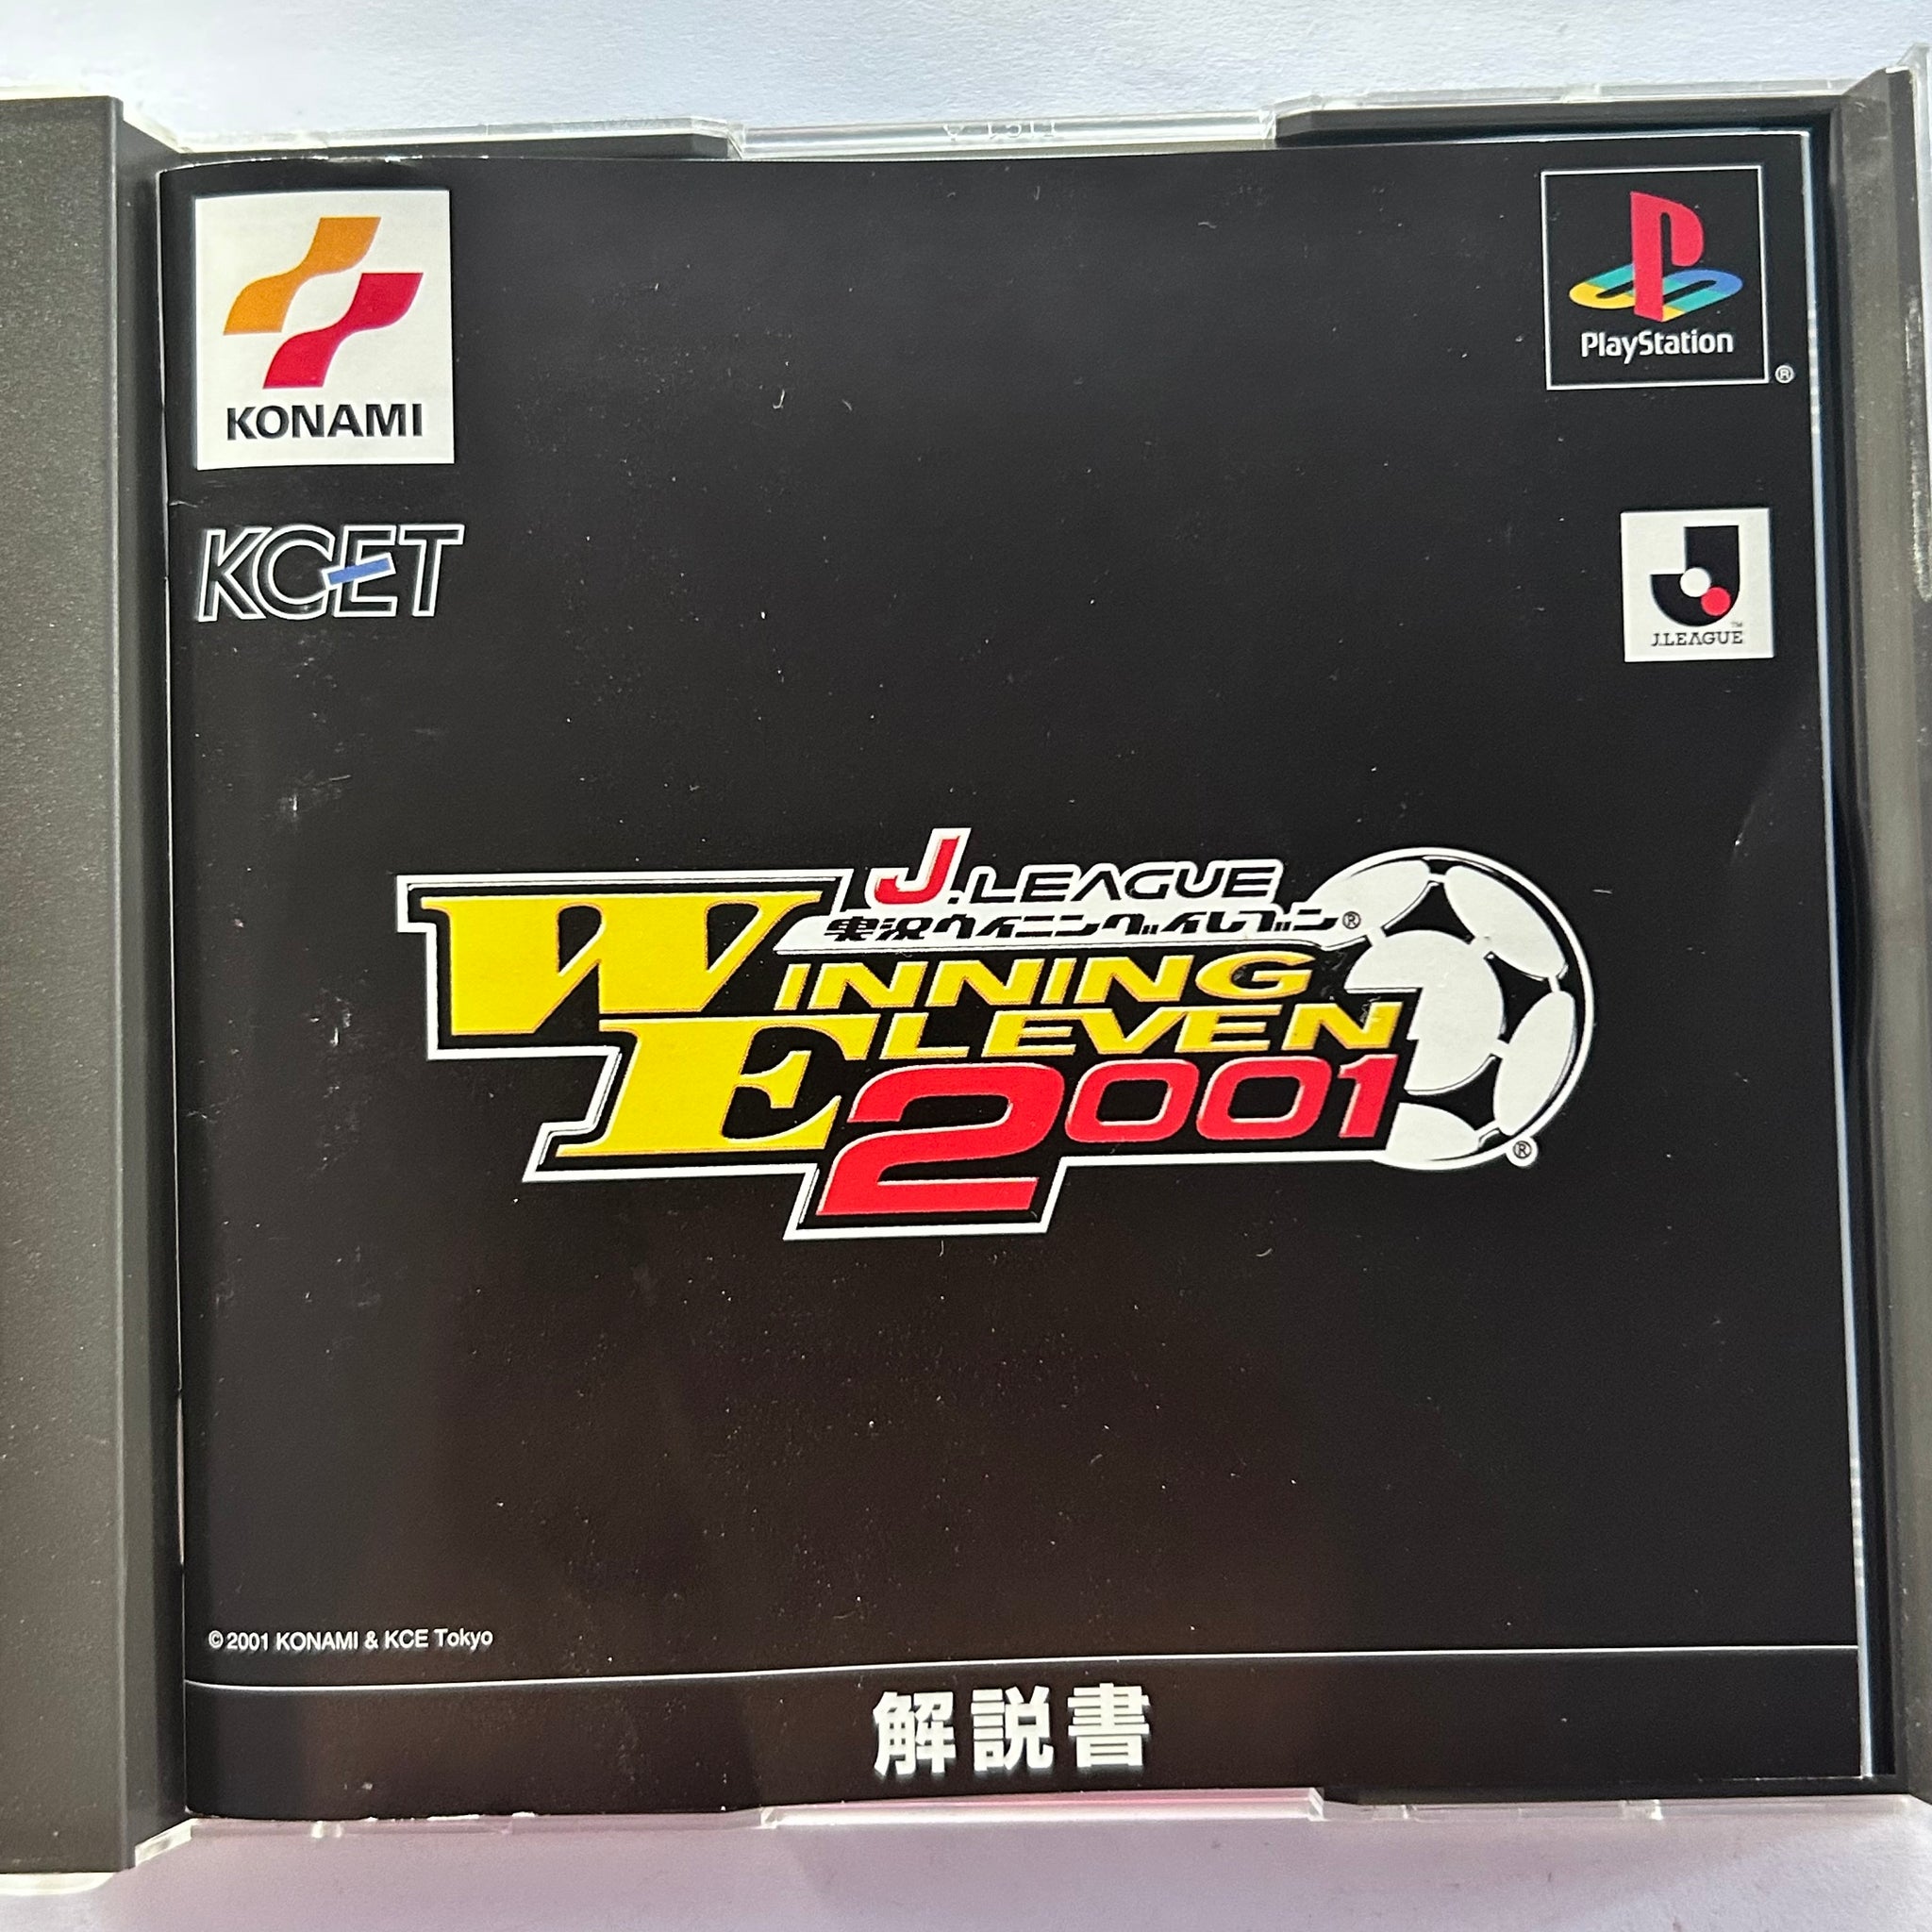 KONAMI
PlayStation
®
KCET
J.LEAGUE
™
J.LEAGUE
実況ウイニングイレブン®
WINNING
ELEVEN
2001
®
© 2001 KONAMI & KCE Tokyo
解説書